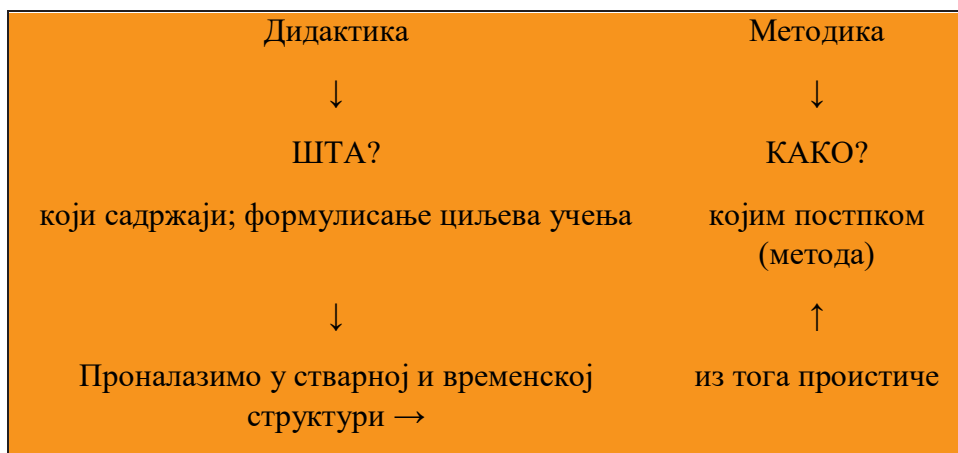 Дидактика Методика
↓ ↓
ШТА? КАКО?
који садржаји; формулисање циљева учења којим постпком
(метода)
↓ ↑
Проналазимо у стварној и временској из тога проистиче
структури →